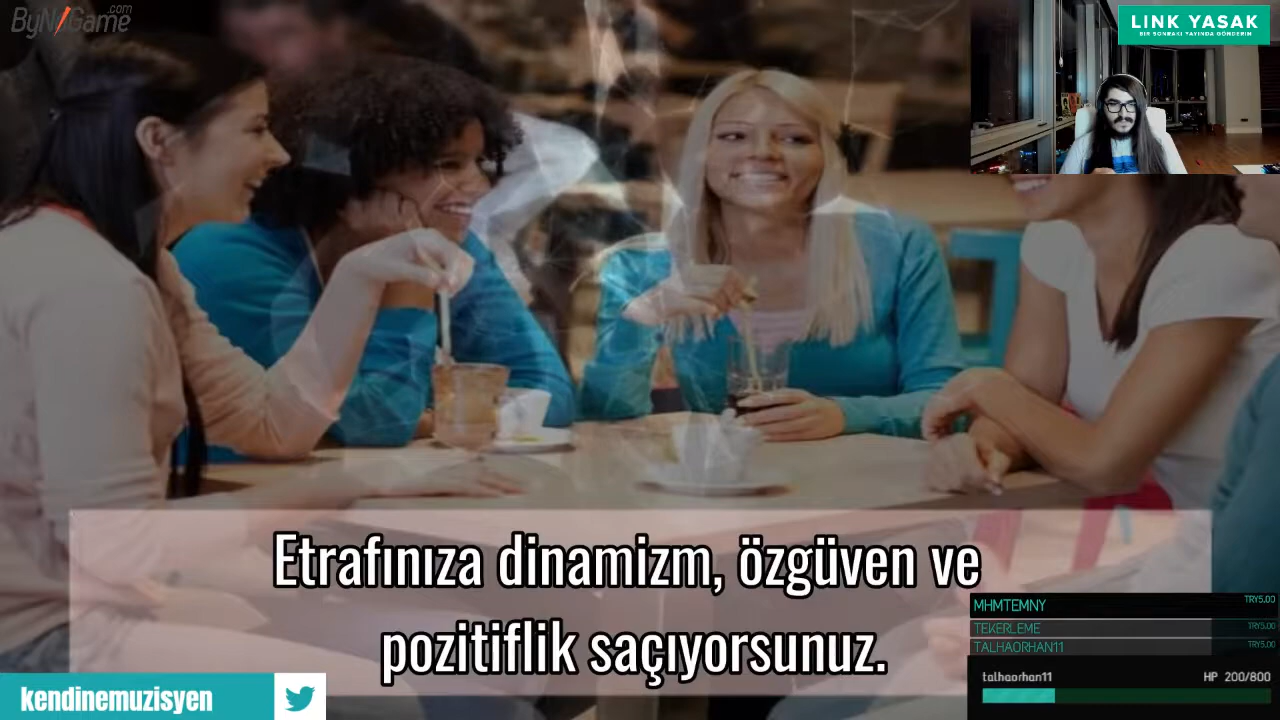 ByNoGame.com
LINK YASAK
BİR SONRAKİ YAYINDA GÖNDERİN
Etrafınıza dinamizm, özgüven ve
pozitiflik saçıyorsunuz.
MHMTEMNY TRY5.00
TEKERLEME TRY5.00
TALHAORHAN11 TRY5.00
talhaorhan11 HP 200/800
kendinemuzisyen